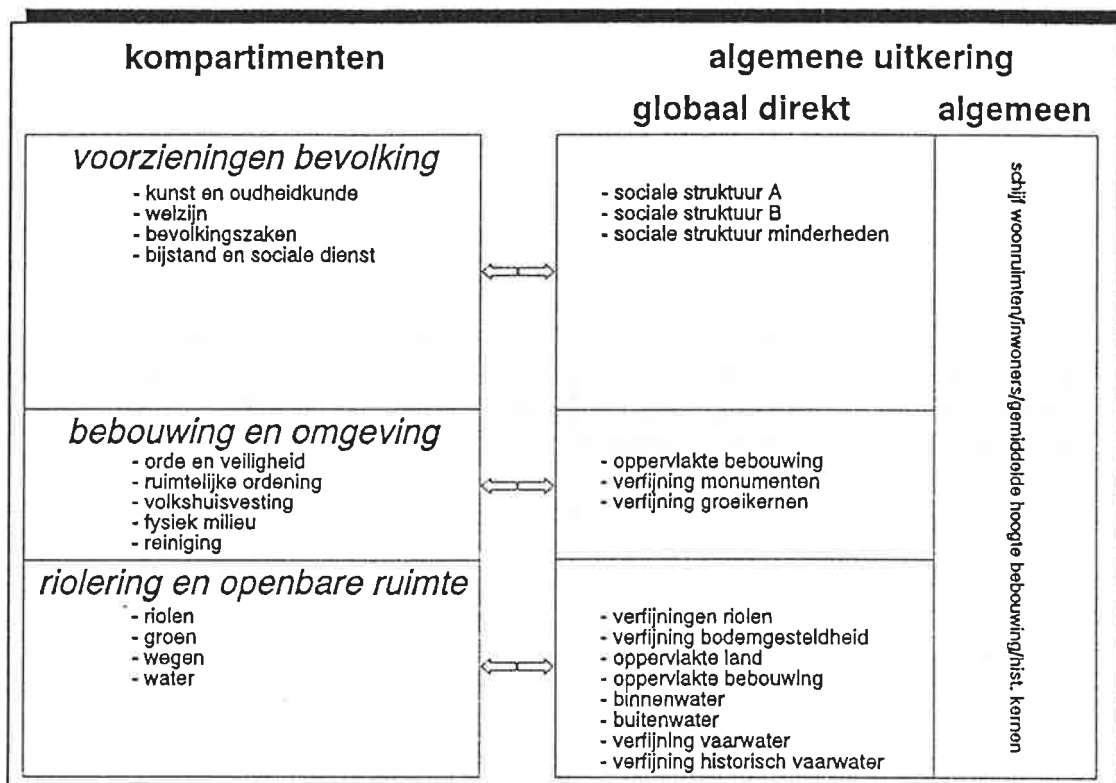 kompartimenten
algemene uitkering
globaal direkt
algemeen
voorzieningen bevolking
- kunst en oudheidkunde
- welzijn
- bevolkingszaken
- bijstand en sociale dienst
- sociale struktuur A
- sociale struktuur B
- sociale struktuur minderheden
bebouwing en omgeving
- orde en veiligheid
- ruimtelijke ordening
- volkshuisvesting
- fysiek milieu
- reiniging
- oppervlakte bebouwing
- verfijning monumenten
- verfijning groeikernen
riolering en openbare ruimte
- riolen
- groen
- wegen
- water
- verfijningen riolen
- verfijning bodemgesteldheid
- oppervlakte land
- oppervlakte bebouwing
- binnenwater
- buitenwater
- verfijning vaarwater
- verfijning historisch vaarwater
schijf woonruimten/inwoners/gemiddelde hoogte bebouwing/hist. kernen